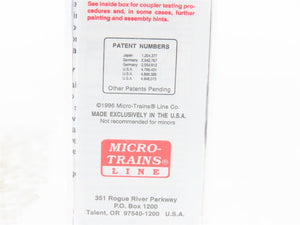 See inside box for coupler testing pro-
cedures and, in some cases, further
painting and assembly hints.
PATENT NUMBERS
Japan
Germany
Germany
U.S.A.
U.S.A.
U.S.A.
Other Patents Pending
©1996 Micro-Trains® Line Co.
MADE EXCLUSIVELY IN THE U.S.A.
Not recommended for minors
MICRO-
TRAINS®
LINE
351 Rogue River Parkway
P.O. Box 1200
Talent, OR 97540-1200 U.S.A.